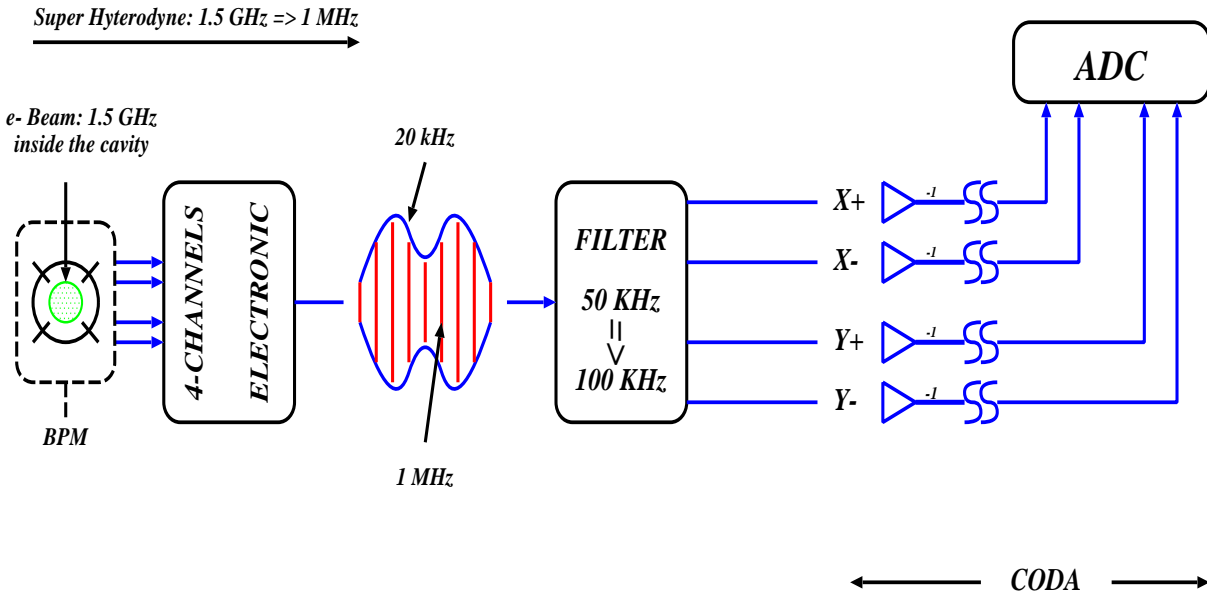 Super Hyterodyne: 1.5 GHz => 1 MHz
ADC
e- Beam: 1.5 GHz
inside the cavity
20 kHz
4-CHANNELS
ELECTRONIC
FILTER
50 KHz
=>
100 KHz
X+
-1
X-
-1
Y+
-1
Y-
-1
BPM
1 MHz
CODA